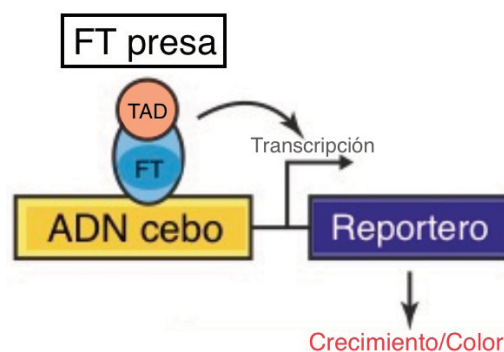 FT presa
TAD
Transcripción
FT
ADN cebo
Reportero
Crecimiento/Color